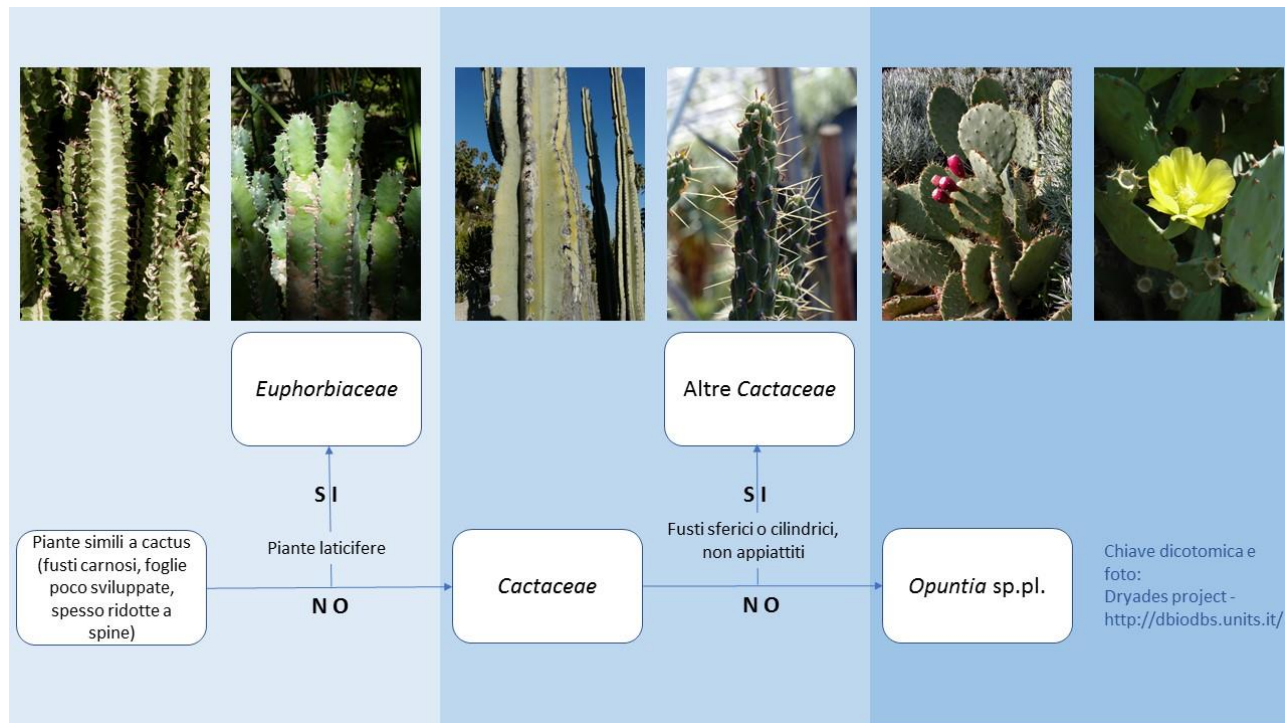 Euphorbiaceae
Altre Cactaceae
S I
S I
Piante simili a cactus
(fusti carnosi, foglie
poco sviluppate,
spesso ridotte a
spine)
Piante laticifere
N O
Cactaceae
Fusti sferici o cilindrici,
non appiattiti
N O
Opuntia sp.pl.
Chiave dicotomica e
foto:
Dryades project -
http://dbiodbs.units.it/